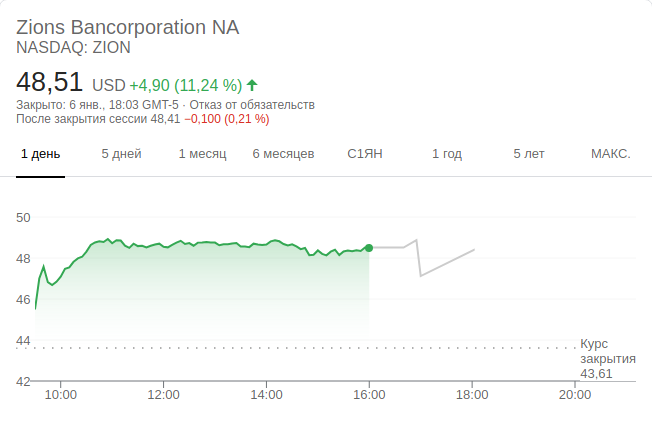 Zions Bancorporation NA
NASDAQ: ZION
48,51 USD +4,90 (11,24 %)
Закрыто: 6 янв., 18:03 GMT-5 · Отказ от обязательств
После закрытия сессии 48,41 −0,100 (0,21 %)
1 день 5 дней 1 месяц 6 месяцев С1ЯН 1 год 5 лет МАКС.
50
48
46
44
Курс
закрытия
43,61
42
10:00 12:00 14:00 16:00 18:00 20:00